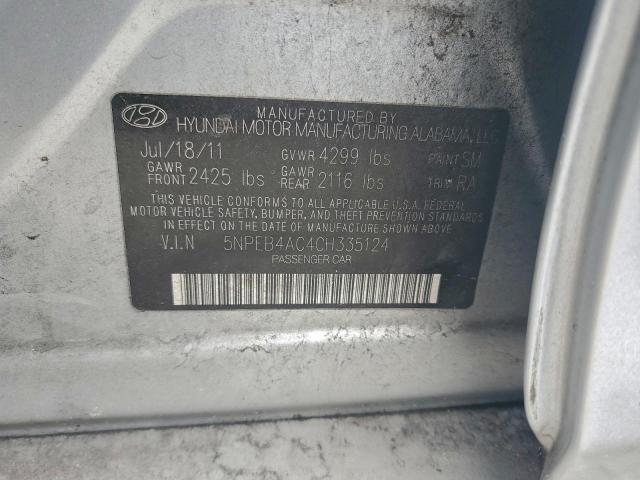 MANUFACTURED BY
HYUNDAI MOTOR MANUFACTURING ALABAMA, LLC
Jul/18/11 GVWR 4299 lbs PAINT SM
GAWR FRONT 2425 lbs GAWR REAR 2116 lbs TRIM RA
THIS VEHICLE CONFORMS TO ALL APPLICABLE U.S.A. FEDERAL
MOTOR VEHICLE SAFETY, BUMPER, AND THEFT PREVENTION STANDARDS
IN EFFECT ON THE DATE OF MANUFACTURE SHOWN ABOVE.
V.I.N 5NPEB4AC4CH335124
PASSENGER CAR